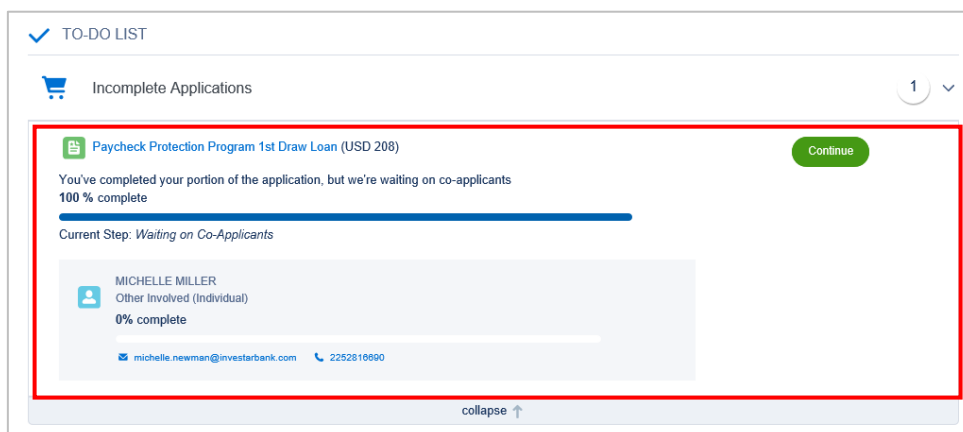 TO-DO LIST
Incomplete Applications
1
Paycheck Protection Program 1st Draw Loan (USD 208)
Continue
You've completed your portion of the application, but we're waiting on co-applicants
100 % complete
Current Step: Waiting on Co-Applicants
MICHELLE MILLER
Other Involved (Individual)
0% complete
michelle.newman@investarbank.com 2252816690
collapse